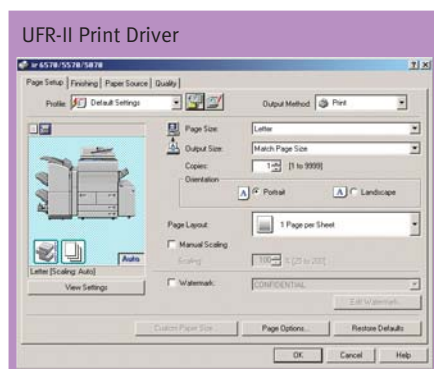 UFR-II Print Driver
ir 6570/5570/5070
Page Setup Finishing Paper Source Quality
Profile: Default Settings Output Method: Print
Page Size: Letter
Output Size: Match Page Size
Copies: 1 [1 to 9999]
Orientation
A Portrait A Landscape
Page Layout: 1 Page per Sheet
Manual Scaling
Scaling: 100 % [25 to 200]
Auto
Letter [Scaling: Auto]
View Settings
Watermark: CONFIDENTIAL
Edit Watermark...
Custom Paper Size... Page Options... Restore Defaults
OK Cancel Help